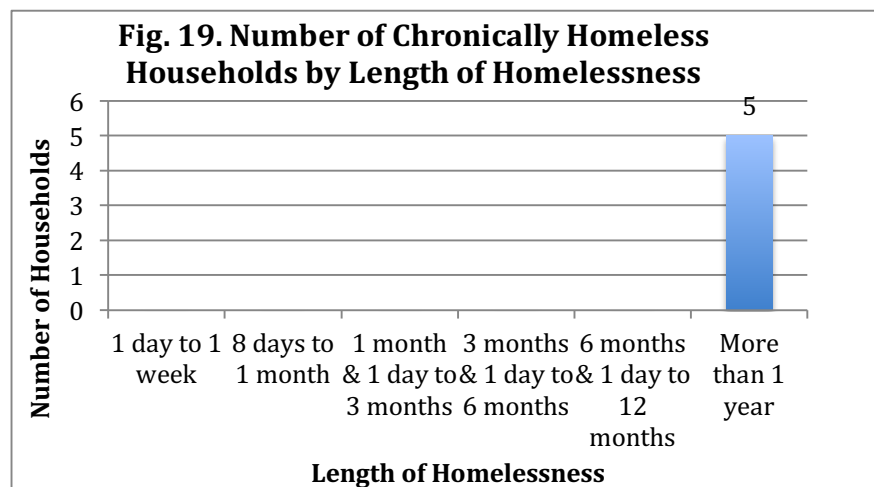 Fig. 19. Number of Chronically Homeless
Households by Length of Homelessness
Number of Households
6
5
4
3
2
1
0
5
1 day to 1
week
8 days to
1 month
1 month
& 1 day to
3 months
3 months
& 1 day to
6 months
6 months
& 1 day to
12
months
More
than 1
year
Length of Homelessness